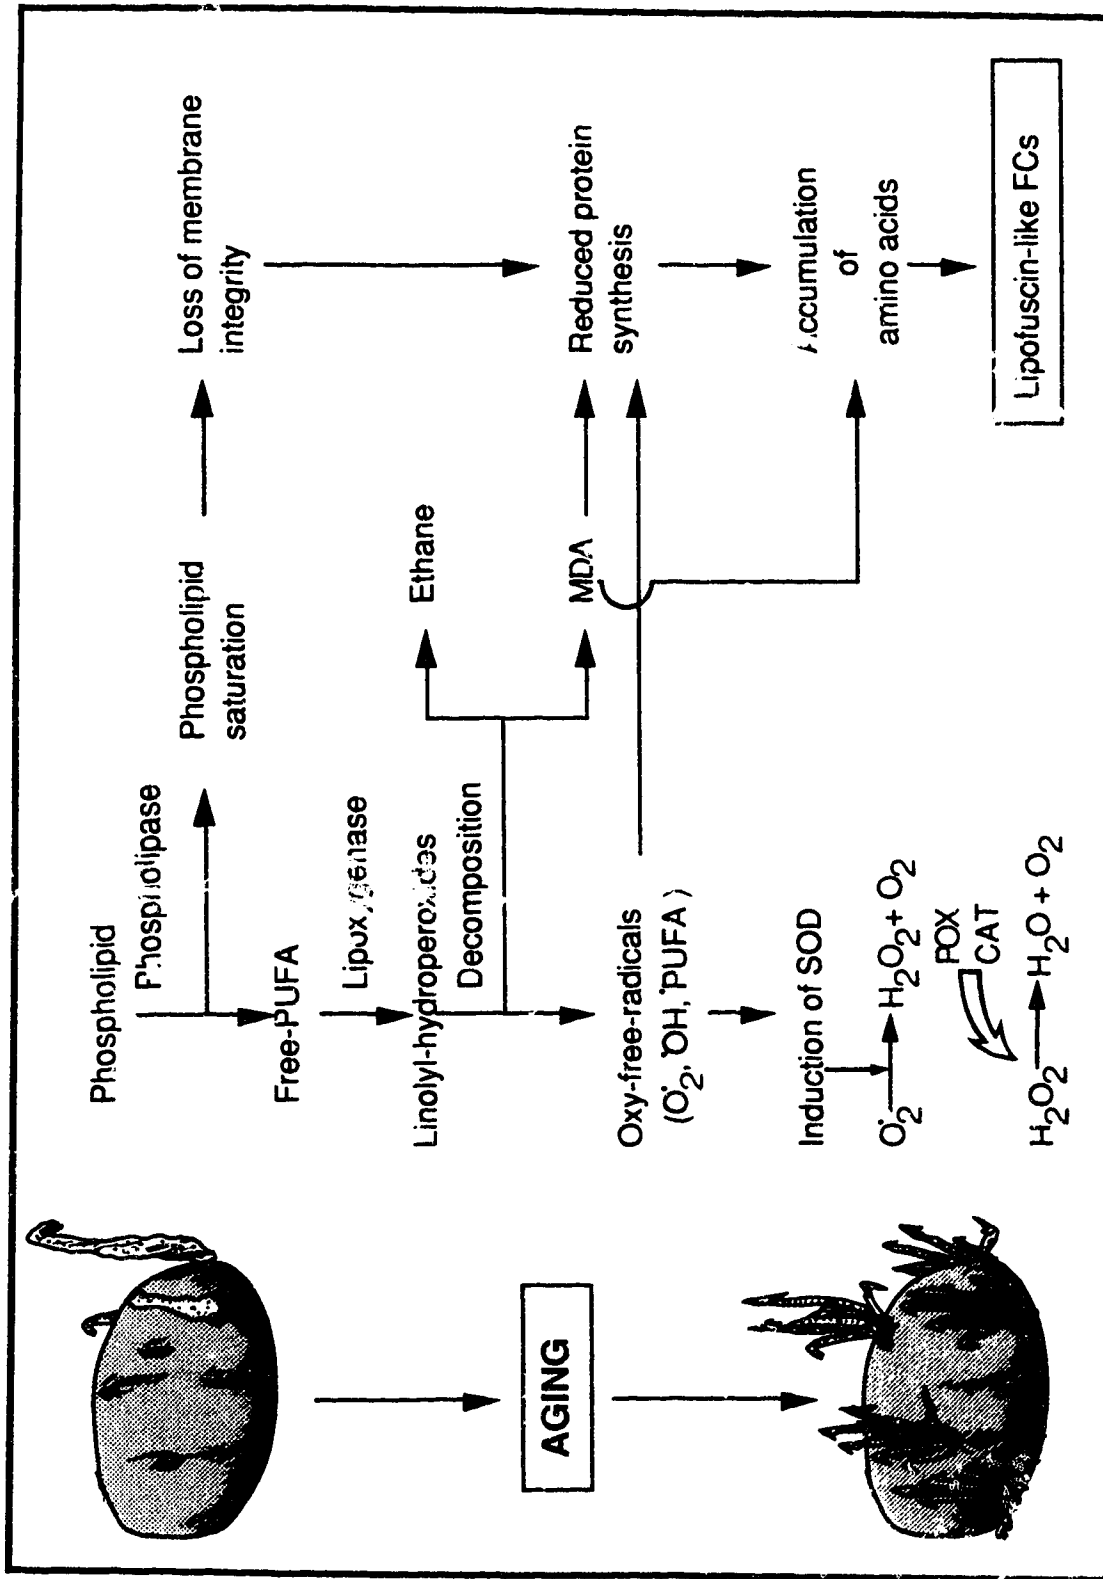 AGING
Phospholipid
Phospholipase
Phospholipid
saturation
Loss of membrane
integrity
Free-PUFA
Lipoxygenase
Linolyl-hydroperoxides
Decomposition
Ethane
MDA
Reduced protein
synthesis
Oxy-free-radicals
(O₂˙, ˙OH, ˙PUFA)
Accumulation
of
amino acids
Induction of SOD
O₂˙ H₂O₂ + O₂
POX
CAT
H₂O₂ H₂O + O₂
Lipofuscin-like FCs